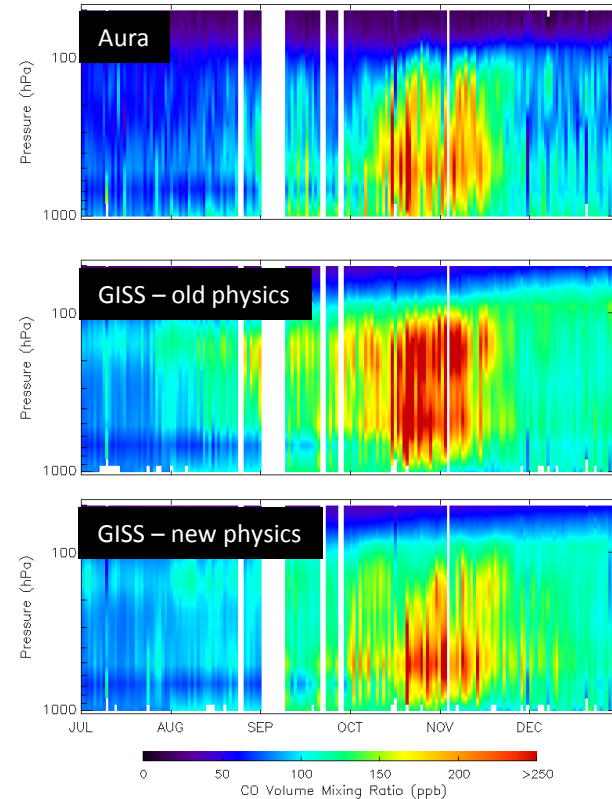 Aura
100
Pressure (hPa)
1000
GISS – old physics
100
Pressure (hPa)
1000
GISS – new physics
100
Pressure (hPa)
1000
JUL AUG SEP OCT NOV DEC
0 50 100 150 200 >250
CO Volume Mixing Ratio (ppb)